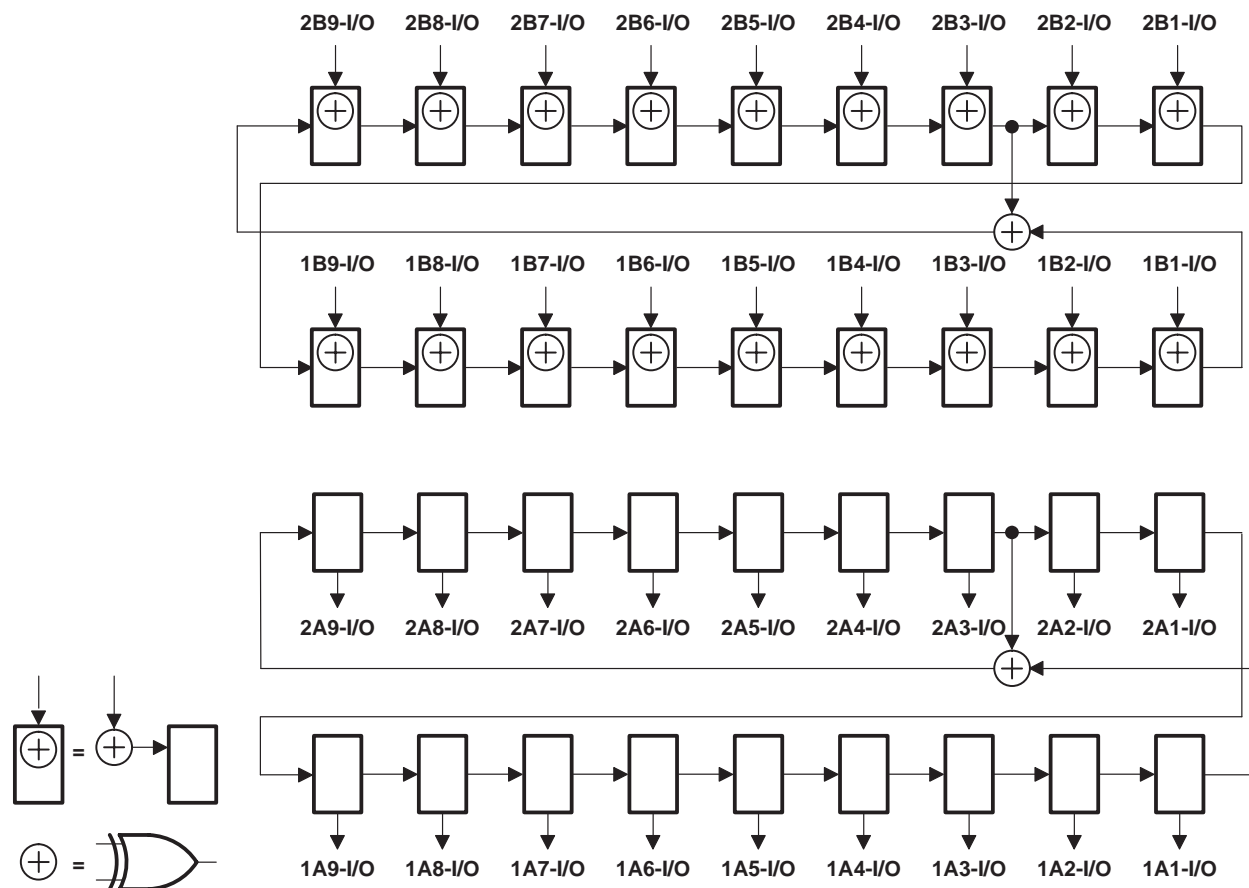 2B9-I/O 2B8-I/O 2B7-I/O 2B6-I/O 2B5-I/O 2B4-I/O 2B3-I/O 2B2-I/O 2B1-I/O
1B9-I/O 1B8-I/O 1B7-I/O 1B6-I/O 1B5-I/O 1B4-I/O 1B3-I/O 1B2-I/O 1B1-I/O
2A9-I/O 2A8-I/O 2A7-I/O 2A6-I/O 2A5-I/O 2A4-I/O 2A3-I/O 2A2-I/O 2A1-I/O
=
= 1A9-I/O 1A8-I/O 1A7-I/O 1A6-I/O 1A5-I/O 1A4-I/O 1A3-I/O 1A2-I/O 1A1-I/O